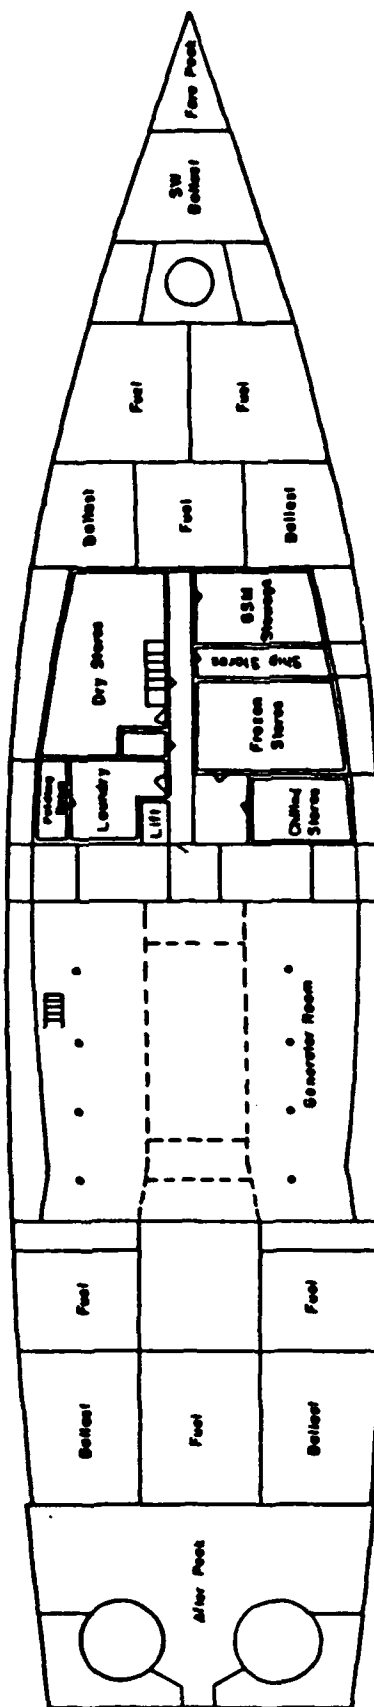 Fore Peak
SW
Ballast
Fuel
Fuel
Ballast
Fuel
Ballast
Dry Stores
BSM
Stowage
Ship Stores
Frozen
Stores
Laundry
Lift
Chilled
Stores
Generator Room
Fuel
Fuel
Ballast
Fuel
Ballast
After Peak